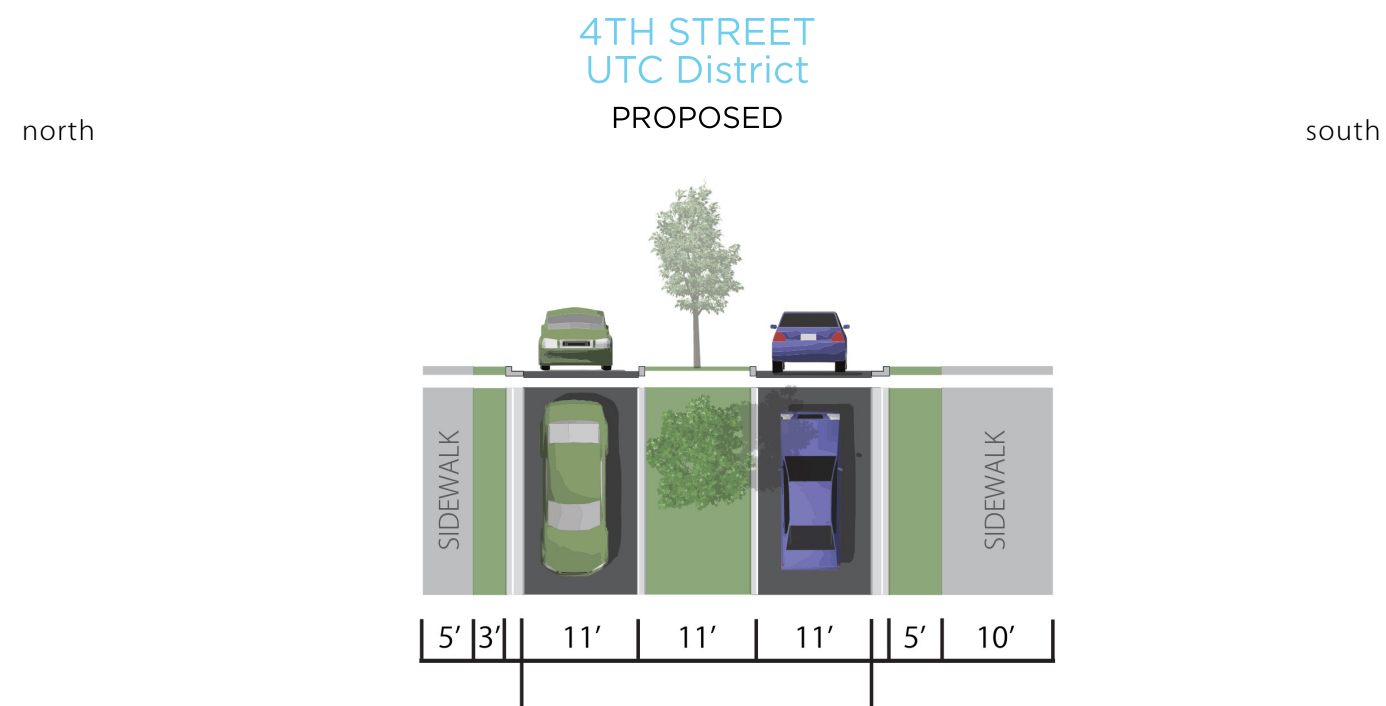 4TH STREET
UTC District
PROPOSED
north
south
SIDEWALK
SIDEWALK
5′ 3′ 11′ 11′ 11′ 5′ 10′